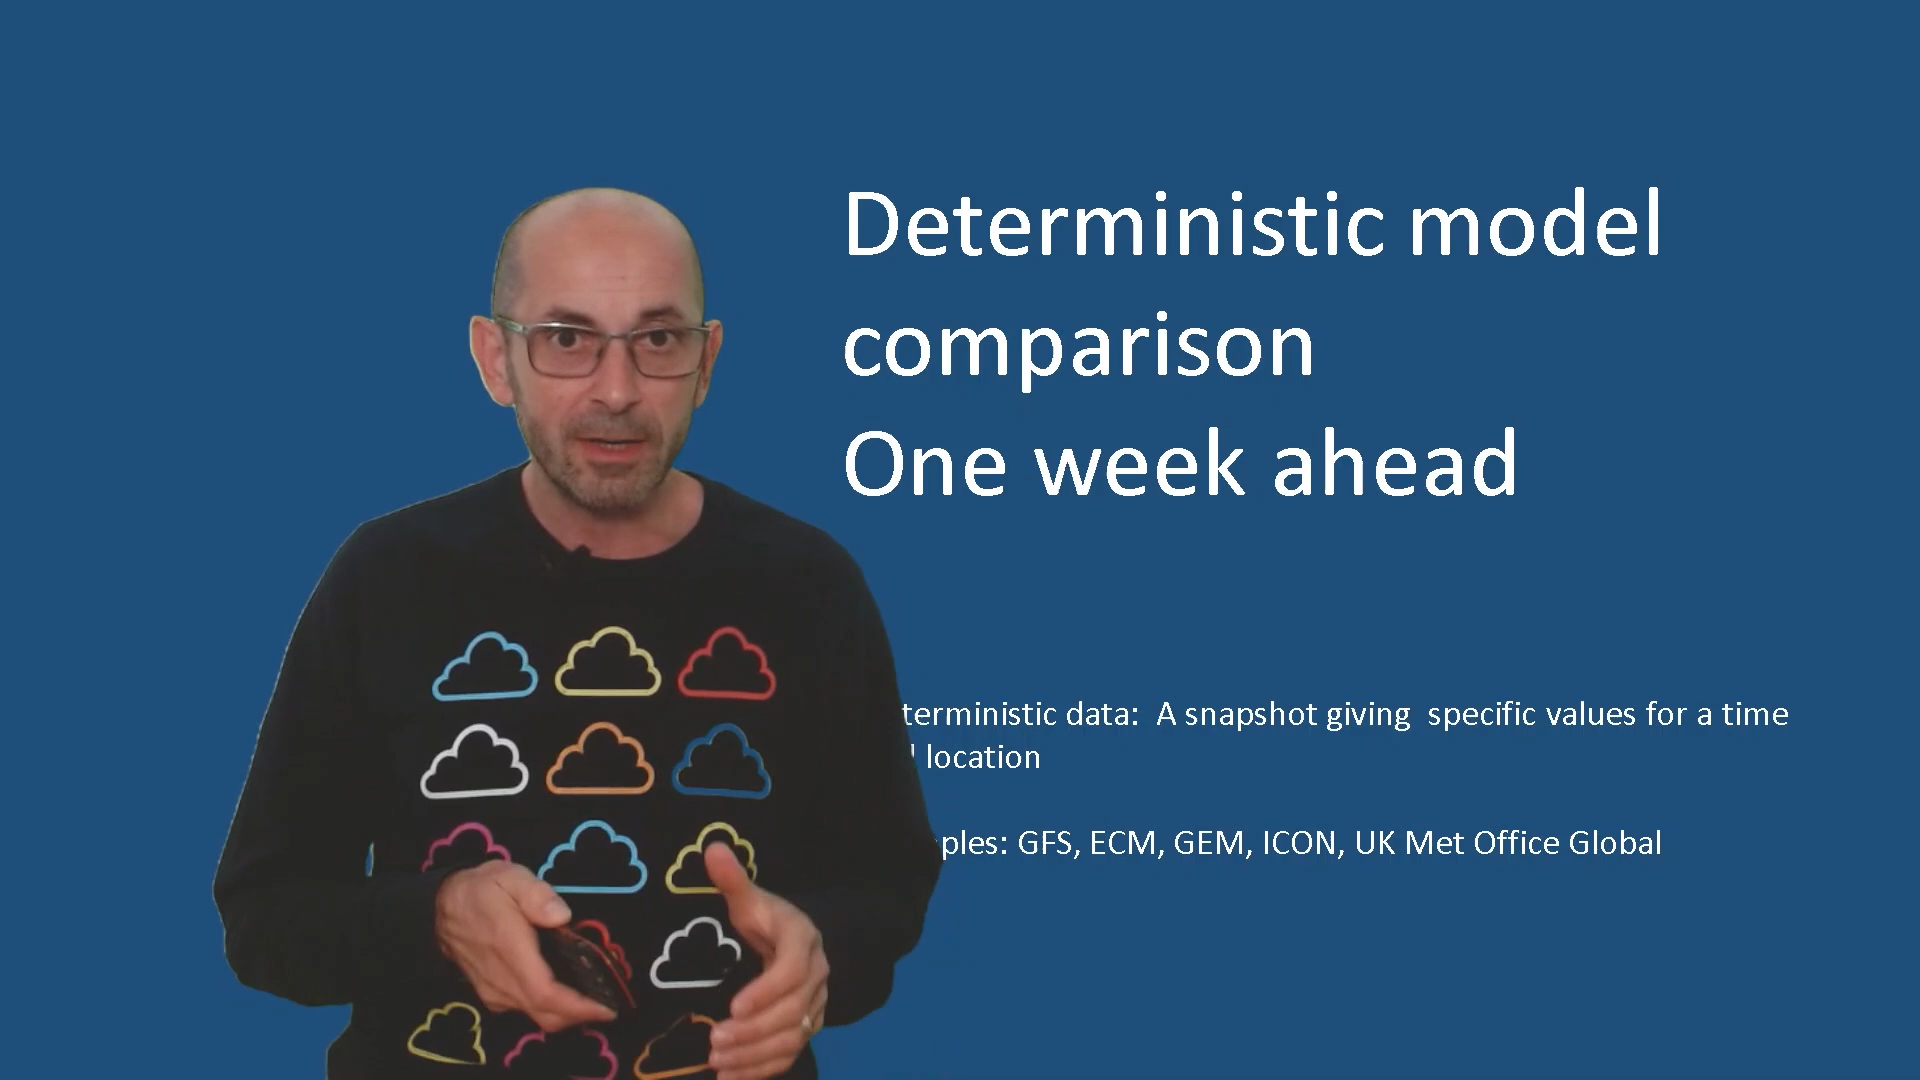 Deterministic model
comparison
One week ahead
terministic data: A snapshot giving specific values for a time
location
ples: GFS, ECM, GEM, ICON, UK Met Office Global